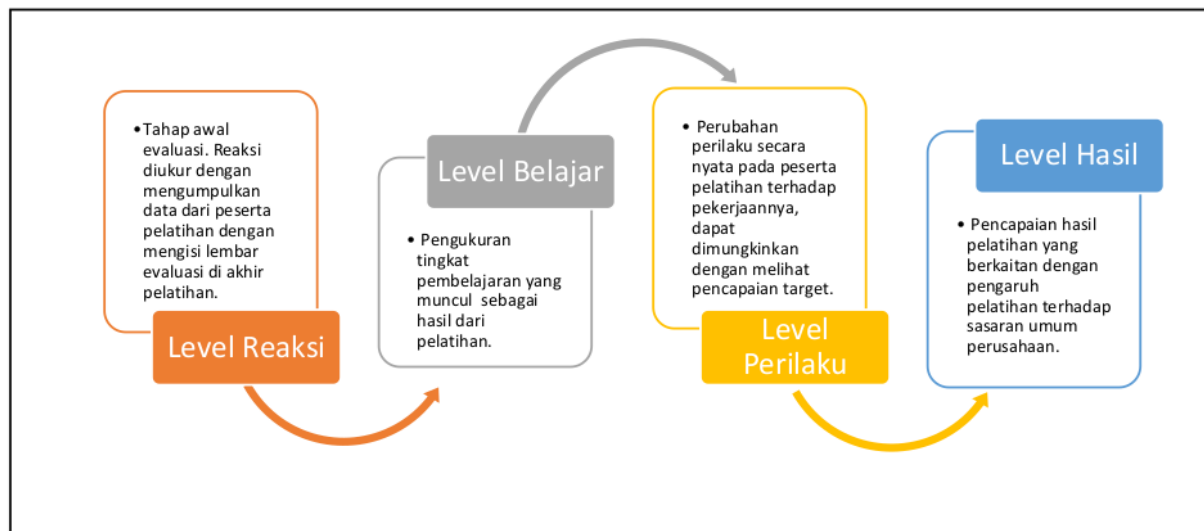 •Tahap awal
evaluasi. Reaksi
diukur dengan
mengumpulkan
data dari peserta
pelatihan dengan
mengisi lembar
evaluasi di akhir
pelatihan.
Level Reaksi
Level Belajar
• Pengukuran
tingkat
pembelajaran yang
muncul sebagai
hasil dari
pelatihan.
• Perubahan
perilaku secara
nyata pada peserta
pelatihan terhadap
pekerjaannya,
dapat
dimungkinkan
dengan melihat
pencapaian target.
Level
Perilaku
Level Hasil
• Pencapaian hasil
pelatihan yang
berkaitan dengan
pengaruh
pelatihan terhadap
sasaran umum
perusahaan.